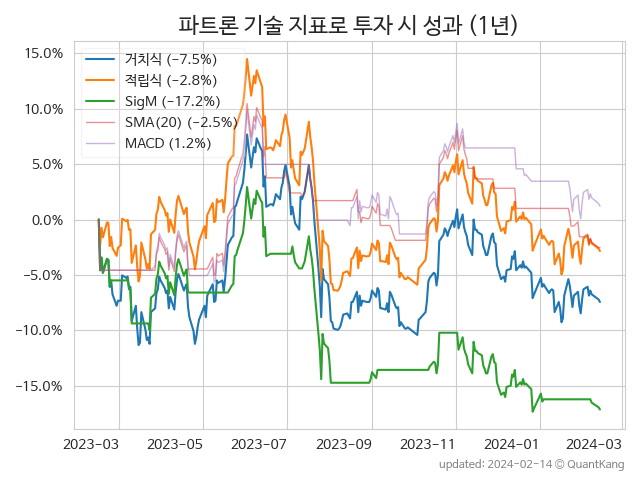 파트론 기술 지표로 투자 시 성과 (1년)
거치식 (−7.5%)
적립식 (−2.8%)
SigM (−17.2%)
SMA(20) (−2.5%)
MACD (1.2%)
15.0%
10.0%
5.0%
0.0%
−5.0%
−10.0%
−15.0%
2023-03 2023-05 2023-07 2023-09 2023-11 2024-01 2024-03
updated: 2024-02-14 ⓒ QuantKang